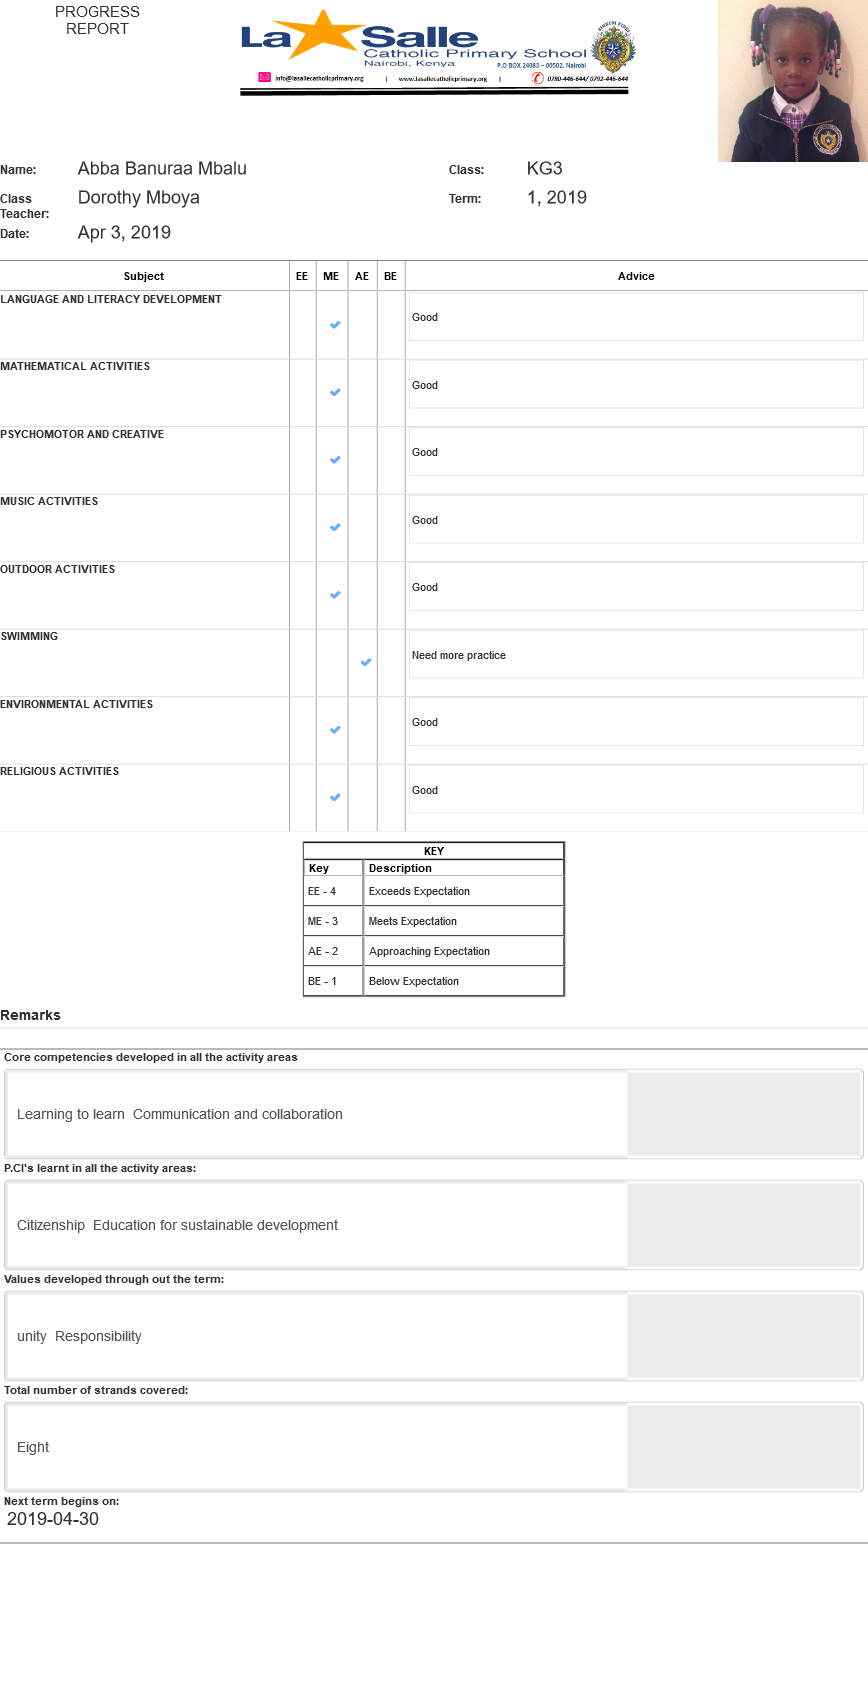 PROGRESS
REPORT
La Salle
Catholic Primary School
Nairobi, Kenya
P.O BOX 24083 – 00502, Nairobi
info@lasallecatholicprimary.org | www.lasallecatholicprimary.org | 0780-446-644/ 0792-446-644
Name: Abba Banuraa Mbalu Class: KG3
Class Teacher: Dorothy Mboya Term: 1, 2019
Date: Apr 3, 2019
Subject EE ME AE BE Advice
LANGUAGE AND LITERACY DEVELOPMENT
Good
MATHEMATICAL ACTIVITIES
Good
PSYCHOMOTOR AND CREATIVE
Good
MUSIC ACTIVITIES
Good
OUTDOOR ACTIVITIES
Good
SWIMMING
Need more practice
ENVIRONMENTAL ACTIVITIES
Good
RELIGIOUS ACTIVITIES
Good
KEY
Key Description
EE - 4 Exceeds Expectation
ME - 3 Meets Expectation
AE - 2 Approaching Expectation
BE - 1 Below Expectation
Remarks
Core competencies developed in all the activity areas
Learning to learn Communication and collaboration
P.CI's learnt in all the activity areas:
Citizenship Education for sustainable development
Values developed through out the term:
unity Responsibility
Total number of strands covered:
Eight
Next term begins on:
2019-04-30